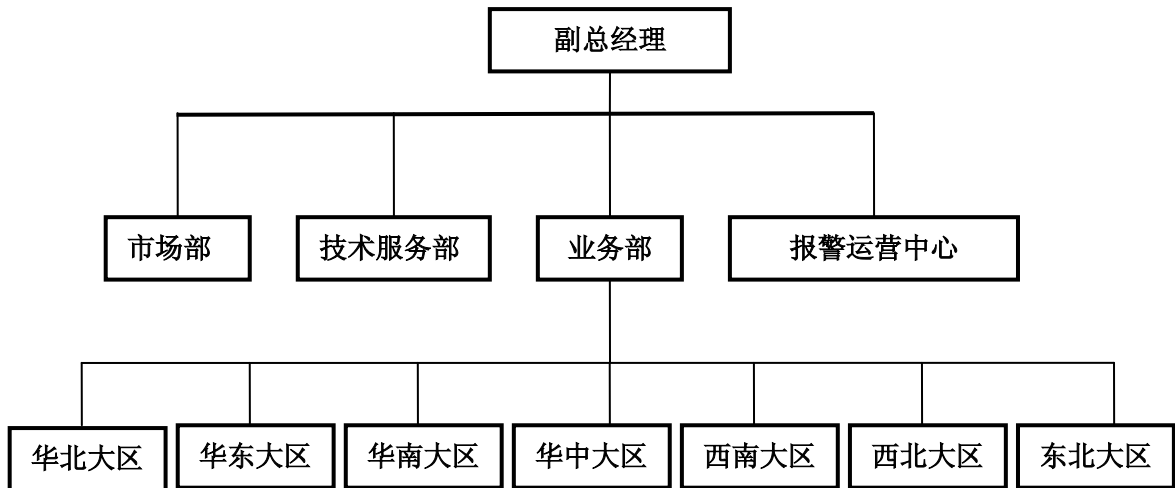 副总经理
市场部
技术服务部
业务部
报警运营中心
华北大区
华东大区
华南大区
华中大区
西南大区
西北大区
东北大区